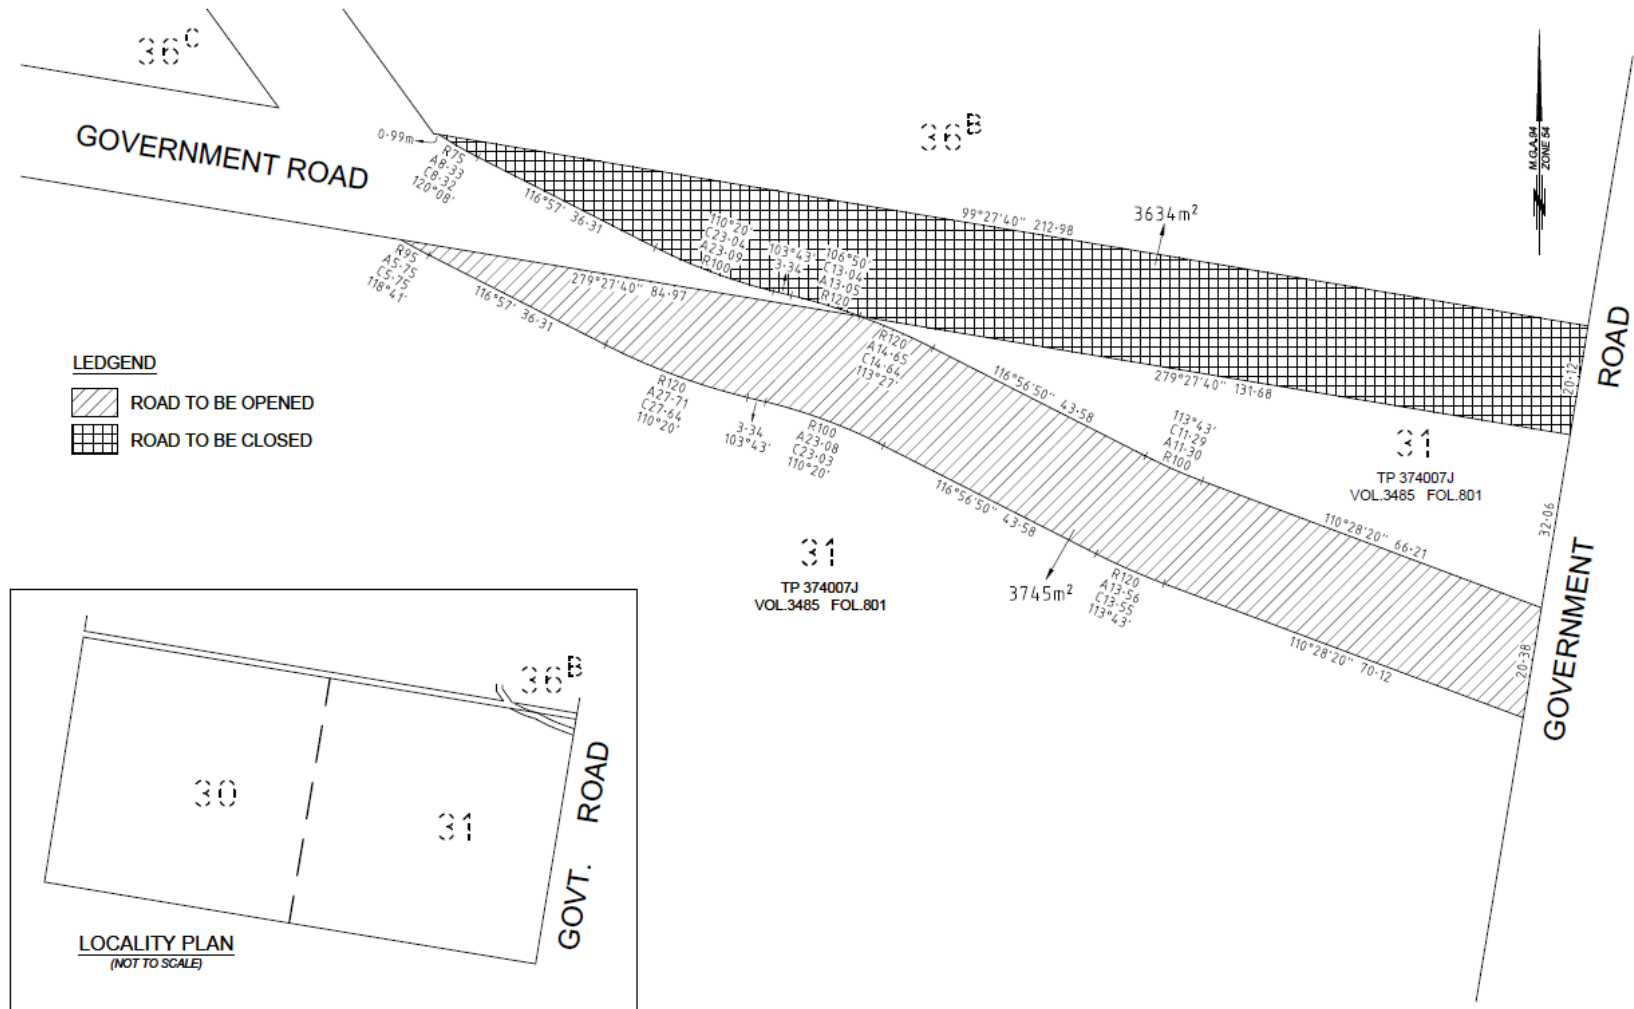 36C
GOVERNMENT ROAD
0·99m
R75
A8·33
C8·32
120°08'
116°57' 36·31
110°20'
C23·04
A23·09
R100
103°43'
3·34
106°50'
C13·04
A13·05
R120
36B
99°27'40" 212·98
3634m²
M.G.A.94
ZONE 54
R95
A5·75
C5·75
118°41'
116°57' 36·31
279°27'40" 84·97
R120
A14·65
C14·64
113°27'
116°56'50" 43·58
279°27'40" 131·68
20·12
ROAD
LEDGEND
ROAD TO BE OPENED
ROAD TO BE CLOSED
R120
A27·71
C27·64
110°20'
3·34
103°43'
R100
A23·08
C23·03
110°20'
116°56'50" 43·58
113°43'
C11·29
A11·30
R100
31
TP 374007J
VOL.3485 FOL.801
110°28'20" 66·21
32·06
31
TP 374007J
VOL.3485 FOL.801
3745m²
R120
A13·56
C13·55
113°43'
110°28'20" 70·12
20·38
GOVERNMENT
36B
30
31
GOVT. ROAD
LOCALITY PLAN
(NOT TO SCALE)